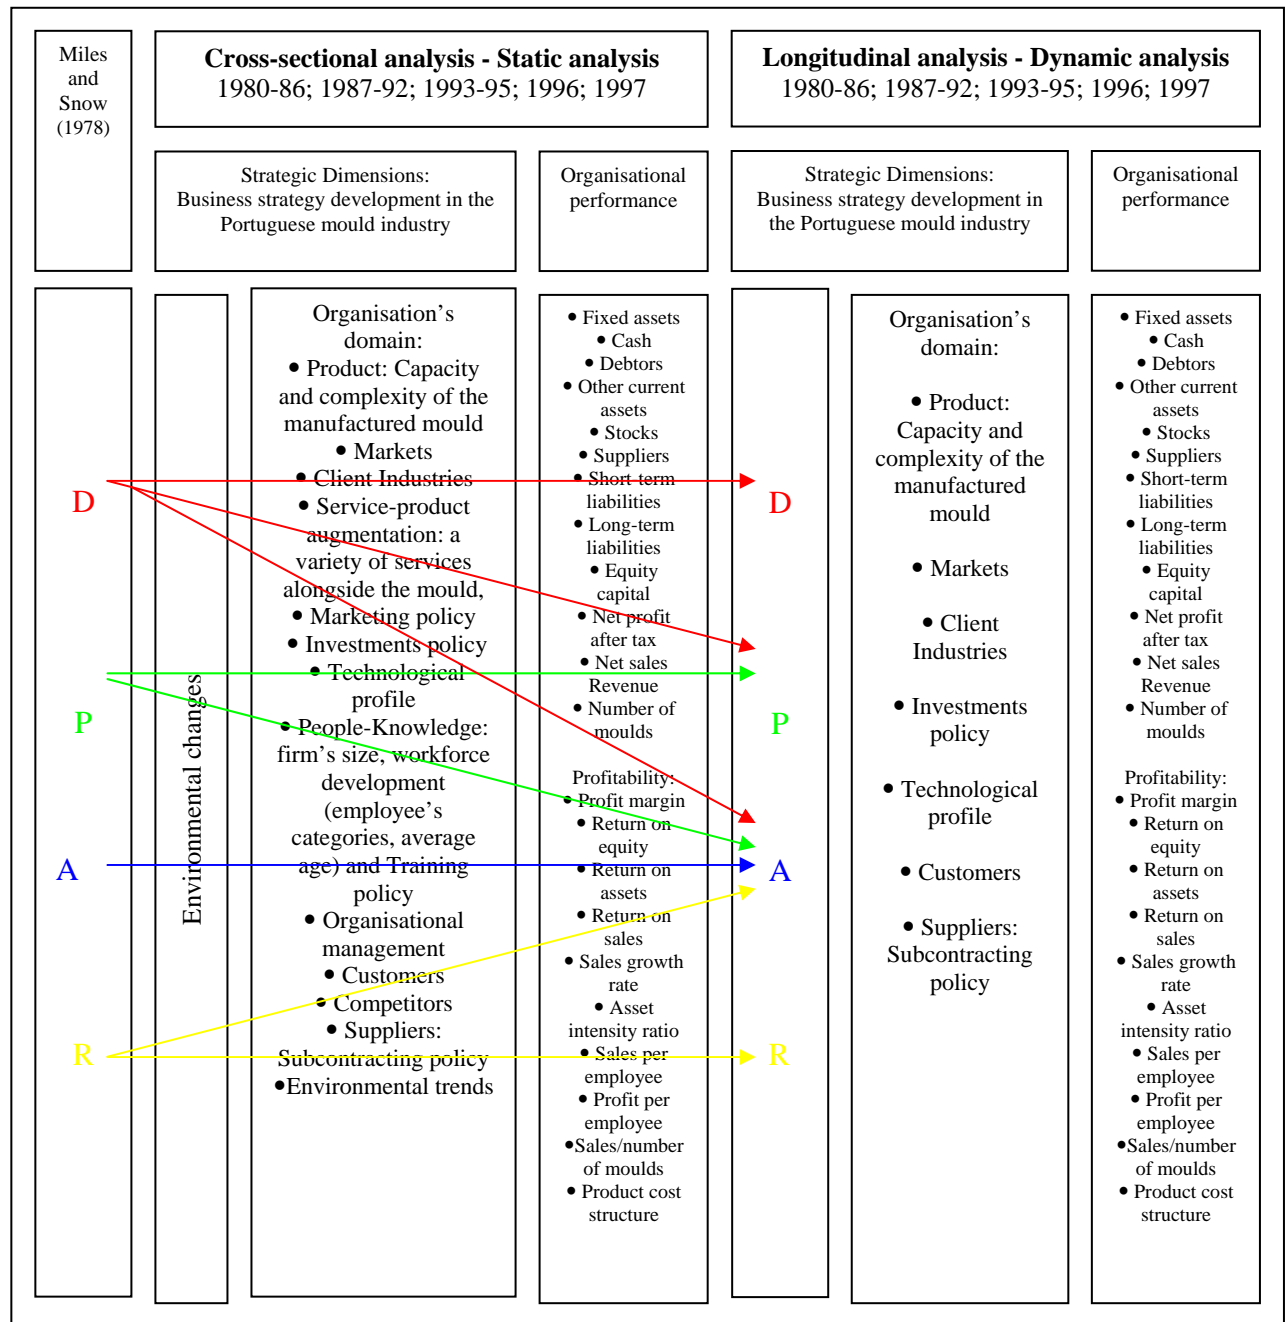 Miles
and
Snow
(1978)
Cross-sectional analysis - Static analysis
1980-86; 1987-92; 1993-95; 1996; 1997
Longitudinal analysis - Dynamic analysis
1980-86; 1987-92; 1993-95; 1996; 1997
Strategic Dimensions:
Business strategy development in the
Portuguese mould industry
Organisational
performance
Strategic Dimensions:
Business strategy development in
the Portuguese mould industry
Organisational
performance
D
P
A
R
Environmental changes
Organisation's
domain:
• Product: Capacity
and complexity of the
manufactured mould
• Markets
• Client Industries
• Service-product
augmentation: a
variety of services
alongside the mould,
• Marketing policy
• Investments policy
• Technological
profile
• People-Knowledge:
firm's size, workforce
development
(employee's
categories, average
age) and Training
policy
• Organisational
management
• Customers
• Competitors
• Suppliers:
Subcontracting policy
•Environmental trends
• Fixed assets
• Cash
• Debtors
• Other current
assets
• Stocks
• Suppliers
• Short-term
liabilities
• Long-term
liabilities
• Equity
capital
• Net profit
after tax
• Net sales
Revenue
• Number of
moulds
Profitability:
• Profit margin
• Return on
equity
• Return on
assets
• Return on
sales
• Sales growth
rate
• Asset
intensity ratio
• Sales per
employee
• Profit per
employee
•Sales/number
of moulds
• Product cost
structure
D
P
A
R
Organisation's
domain:
• Product:
Capacity and
complexity of the
manufactured
mould
• Markets
• Client
Industries
• Investments
policy
• Technological
profile
• Customers
• Suppliers:
Subcontracting
policy
• Fixed assets
• Cash
• Debtors
• Other current
assets
• Stocks
• Suppliers
• Short-term
liabilities
• Long-term
liabilities
• Equity
capital
• Net profit
after tax
• Net sales
Revenue
• Number of
moulds
Profitability:
• Profit margin
• Return on
equity
• Return on
assets
• Return on
sales
• Sales growth
rate
• Asset
intensity ratio
• Sales per
employee
• Profit per
employee
•Sales/number
of moulds
• Product cost
structure